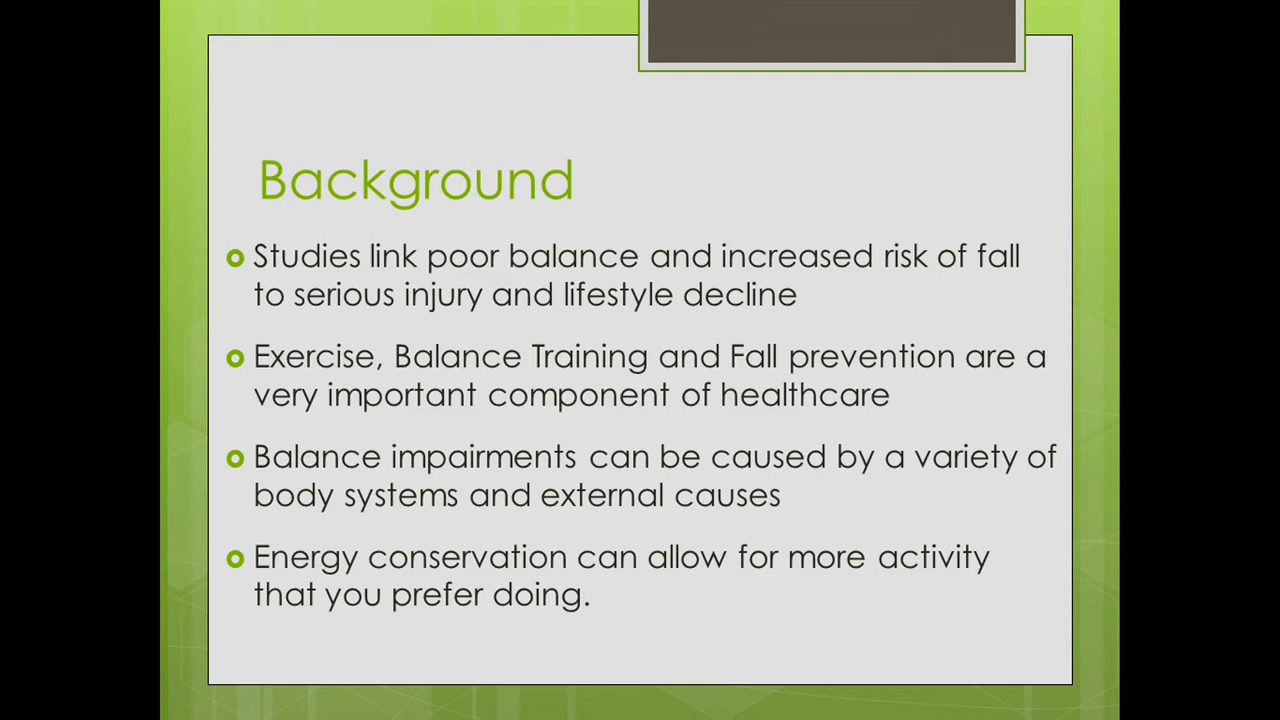 Background
Studies link poor balance and increased risk of fall
to serious injury and lifestyle decline
Exercise, Balance Training and Fall prevention are a
very important component of healthcare
Balance impairments can be caused by a variety of
body systems and external causes
Energy conservation can allow for more activity
that you prefer doing.